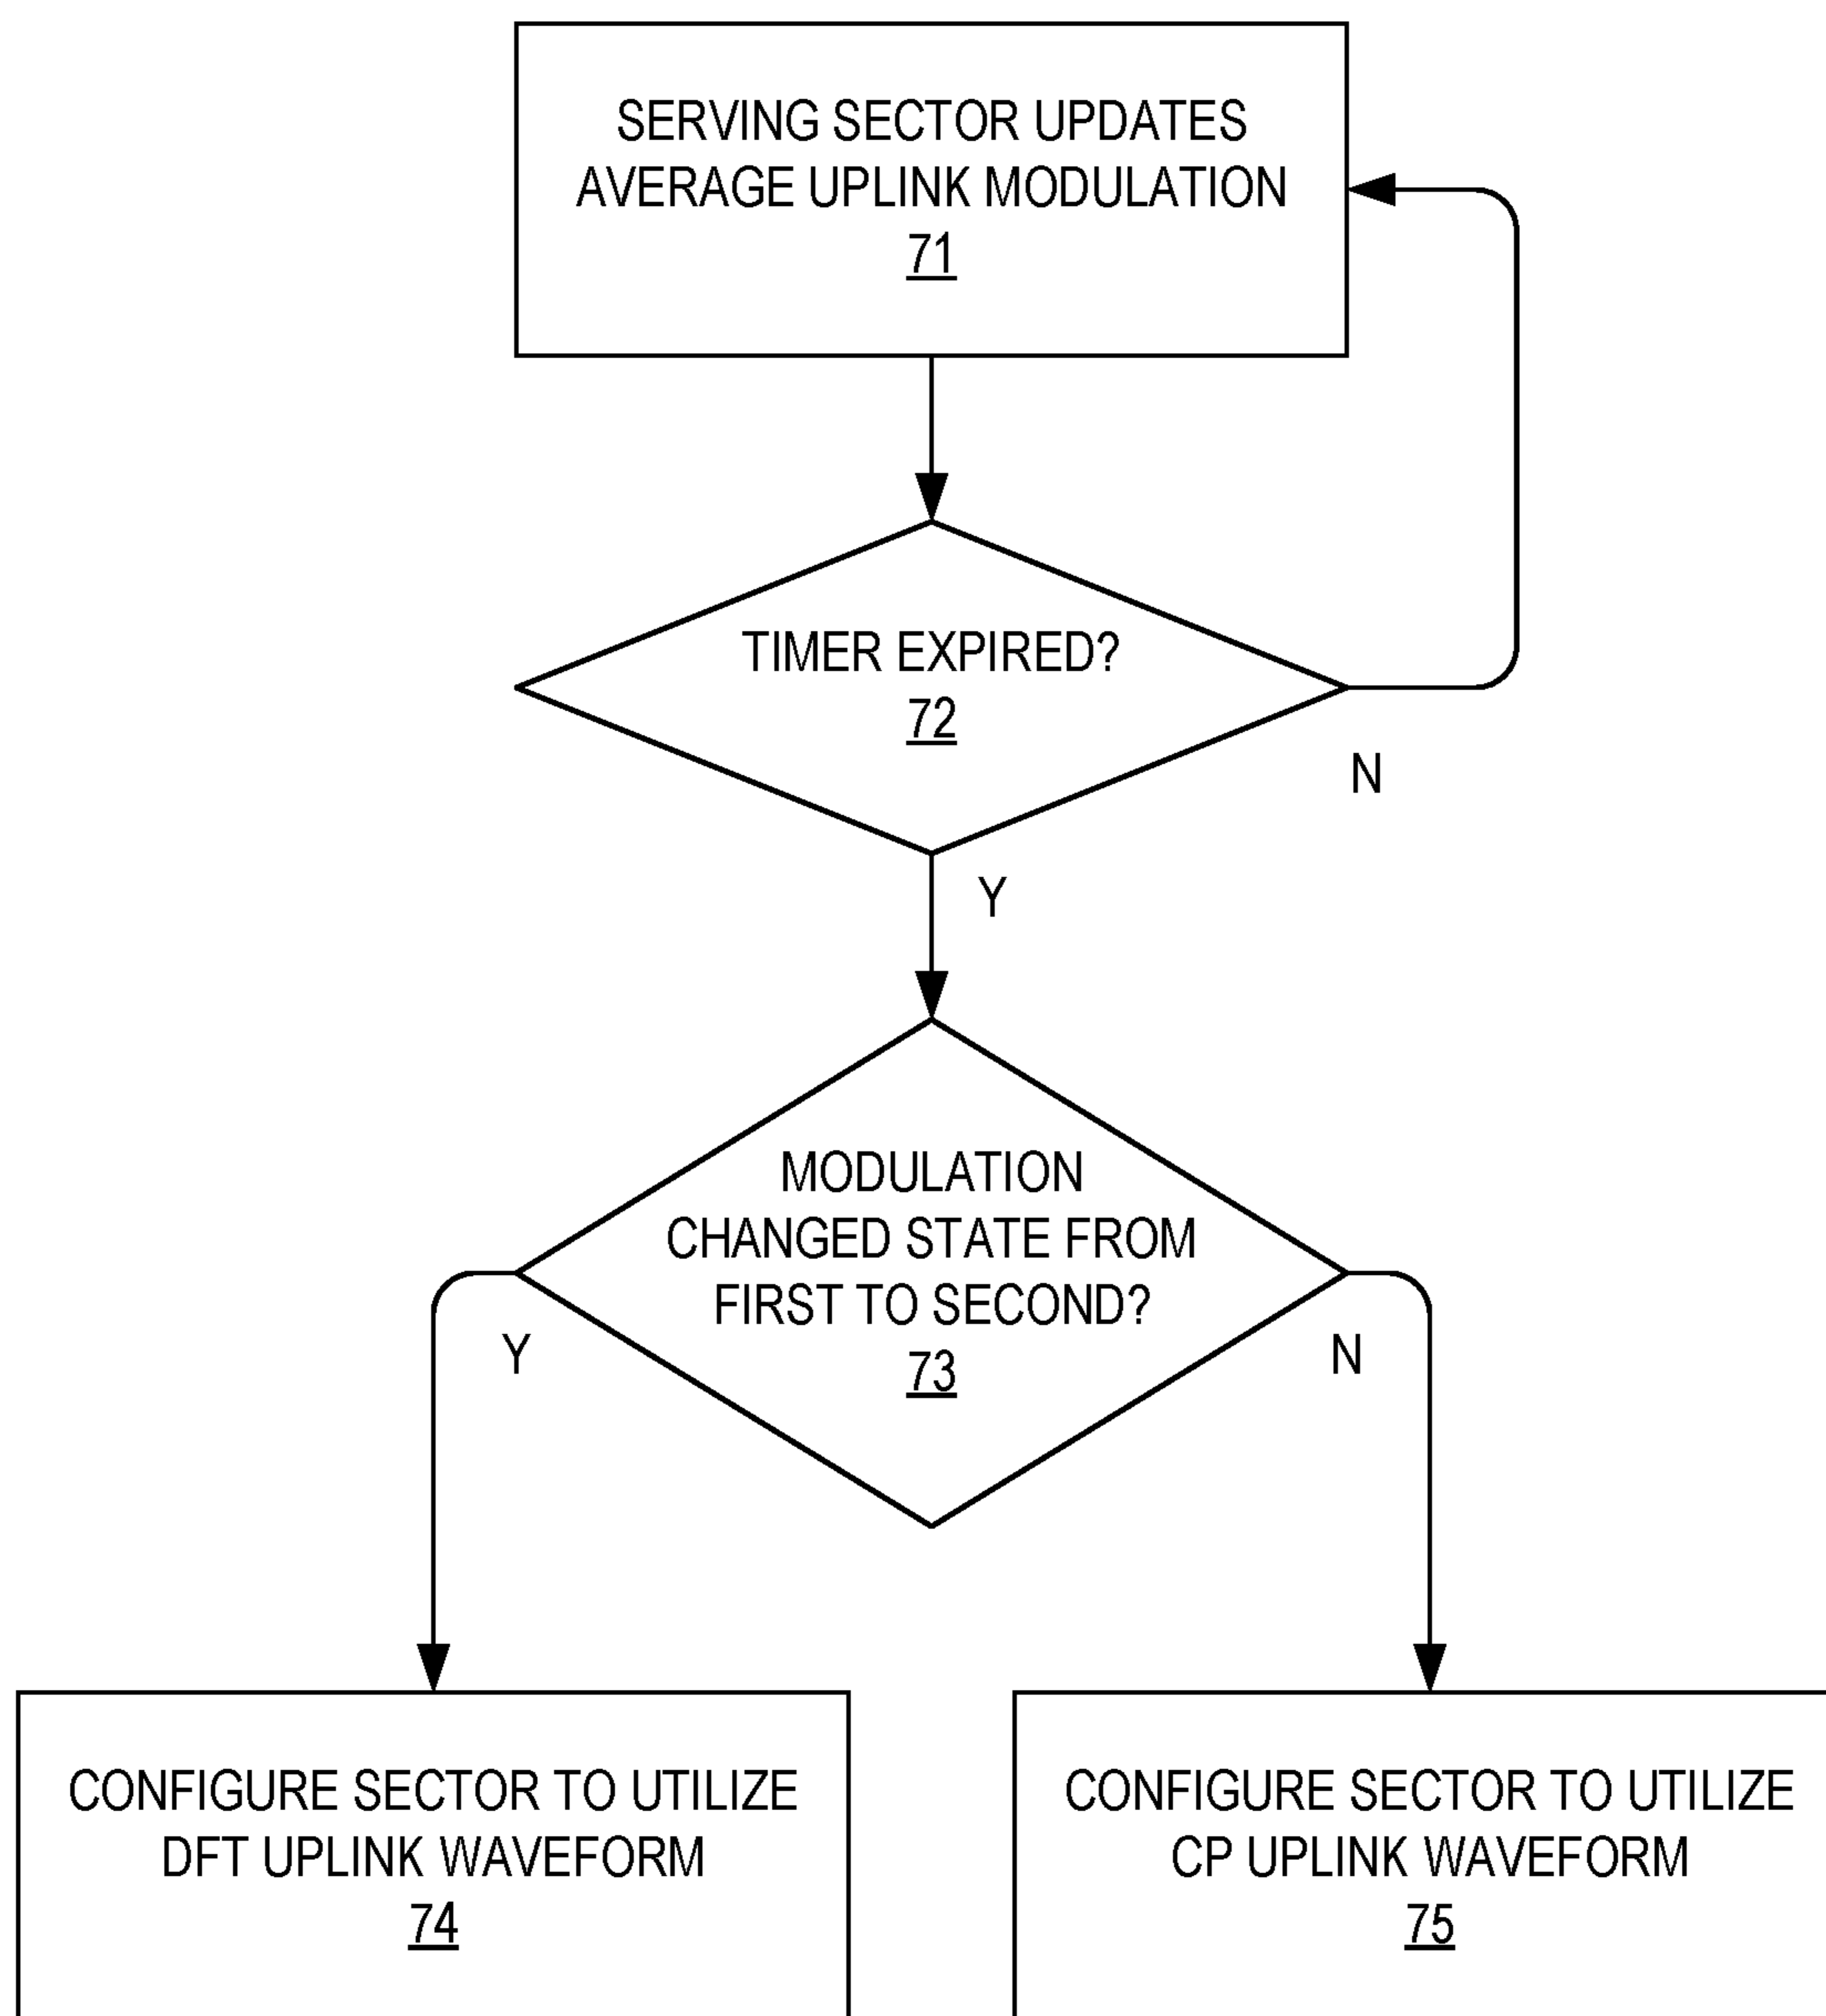 SERVING SECTOR UPDATES
AVERAGE UPLINK MODULATION
71
TIMER EXPIRED?
72
N
Y
MODULATION
CHANGED STATE FROM
FIRST TO SECOND?
73
Y
N
CONFIGURE SECTOR TO UTILIZE
DFT UPLINK WAVEFORM
74
CONFIGURE SECTOR TO UTILIZE
CP UPLINK WAVEFORM
75